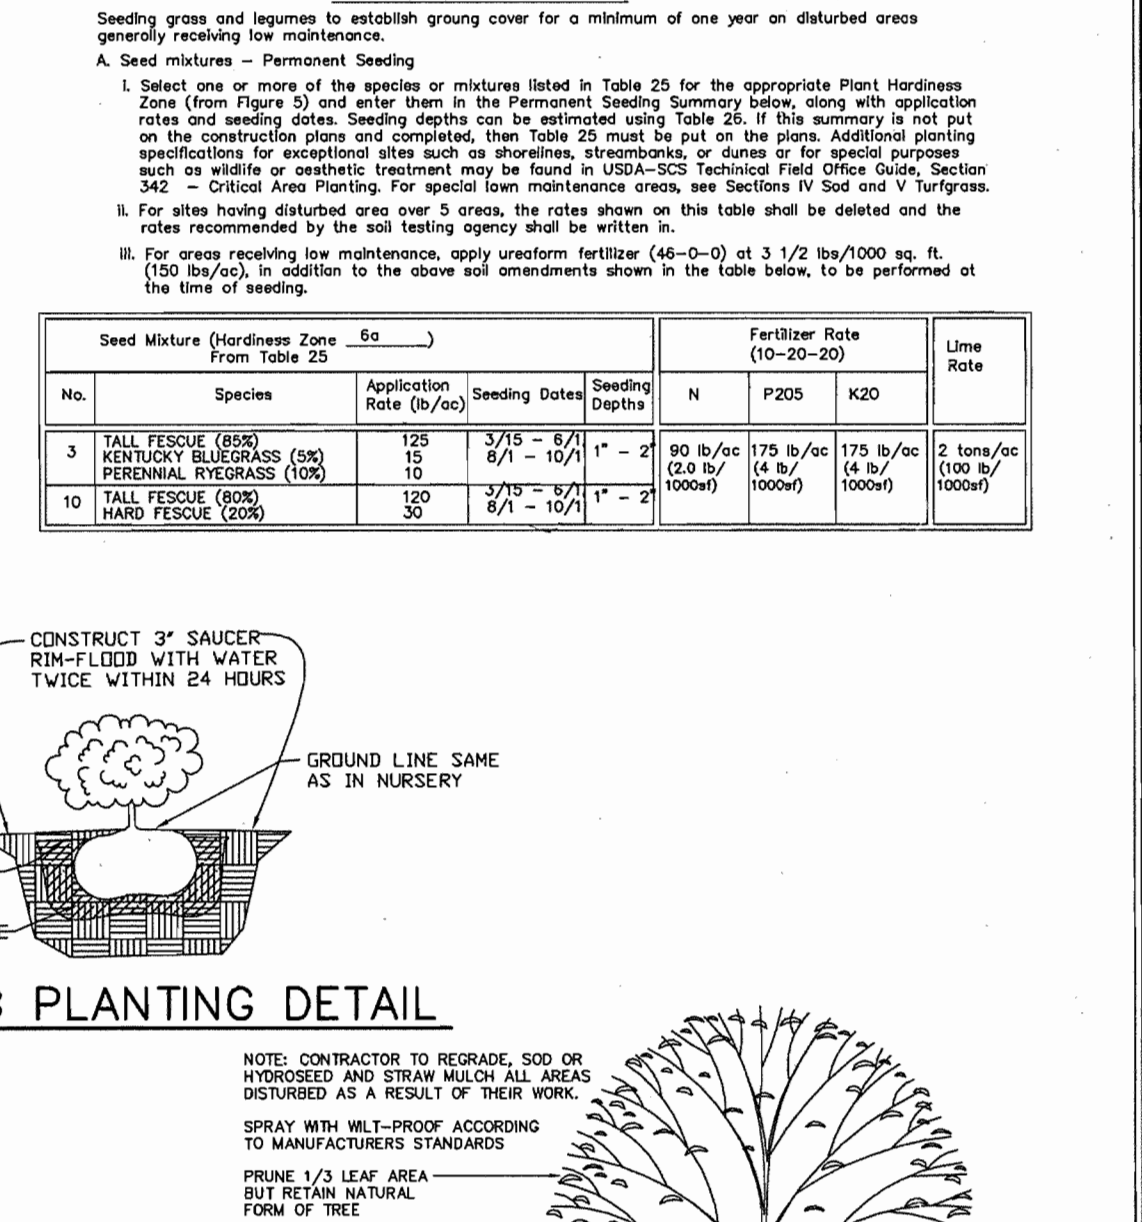 Seeding grass and legumes to establish groung cover for a minimum of one year on disturbed areas
generally receiving low maintenance.
A. Seed mixtures – Permanent Seeding
i. Select one or more of the species or mixtures listed in Table 25 for the appropriate Plant Hardiness
Zone (from Figure 5) and enter them in the Permanent Seeding Summary below, along with application
rates and seeding dates. Seeding depths can be estimated using Table 26. If this summary is not put
on the construction plans and completed, then Table 25 must be put on the plans. Additional planting
specifications for exceptional sites such as shorelines, streambanks, or dunes or for special purposes
such as wildlife or aesthetic treatment may be found in USDA–SCS Techinical Field Office Guide, Section
342 – Critical Area Planting. For special lawn maintenance areas, see Sections IV Sod and V Turfgrass.
ii. For sites having disturbed area over 5 areas, the rates shown on this table shall be deleted and the
rates recommended by the soil testing agency shall be written in.
iii. For areas receiving low maintenance, apply ureaform fertilizer (46–0–0) at 3 1/2 lbs/1000 sq. ft.
(150 lbs/ac), in addition to the above soil amendments shown in the table below, to be performed at
the time of seeding.
Seed Mixture (Hardiness Zone 6a )
From Table 25
Fertilizer Rate
(10–20–20)
Lime
Rate
No. Species Application
Rate (lb/ac) Seeding Dates Seeding
Depths N P205 K20
3 TALL FESCUE (85%) 125 3/15 – 6/1 1" – 2" 90 lb/ac 175 lb/ac 175 lb/ac 2 tons/ac
KENTUCKY BLUEGRASS (5%) 15 8/1 – 10/1 (2.0 lb/ (4 lb/ (4 lb/ (100 lb/
PERENNIAL RYEGRASS (10%) 10 1000sf) 1000sf) 1000sf) 1000sf)
10 TALL FESCUE (80%) 120 3/15 – 6/1 1" – 2"
HARD FESCUE (20%) 30 8/1 – 10/1
CONSTRUCT 3" SAUCER
RIM-FLOOD WITH WATER
TWICE WITHIN 24 HOURS
GROUND LINE SAME
AS IN NURSERY
PLANTING DETAIL
NOTE: CONTRACTOR TO REGRADE, SOD OR
HYDROSEED AND STRAW MULCH ALL AREAS
DISTURBED AS A RESULT OF THEIR WORK.
SPRAY WITH WILT–PROOF ACCORDING
TO MANUFACTURERS STANDARDS
PRUNE 1/3 LEAF AREA
BUT RETAIN NATURAL
FORM OF TREE